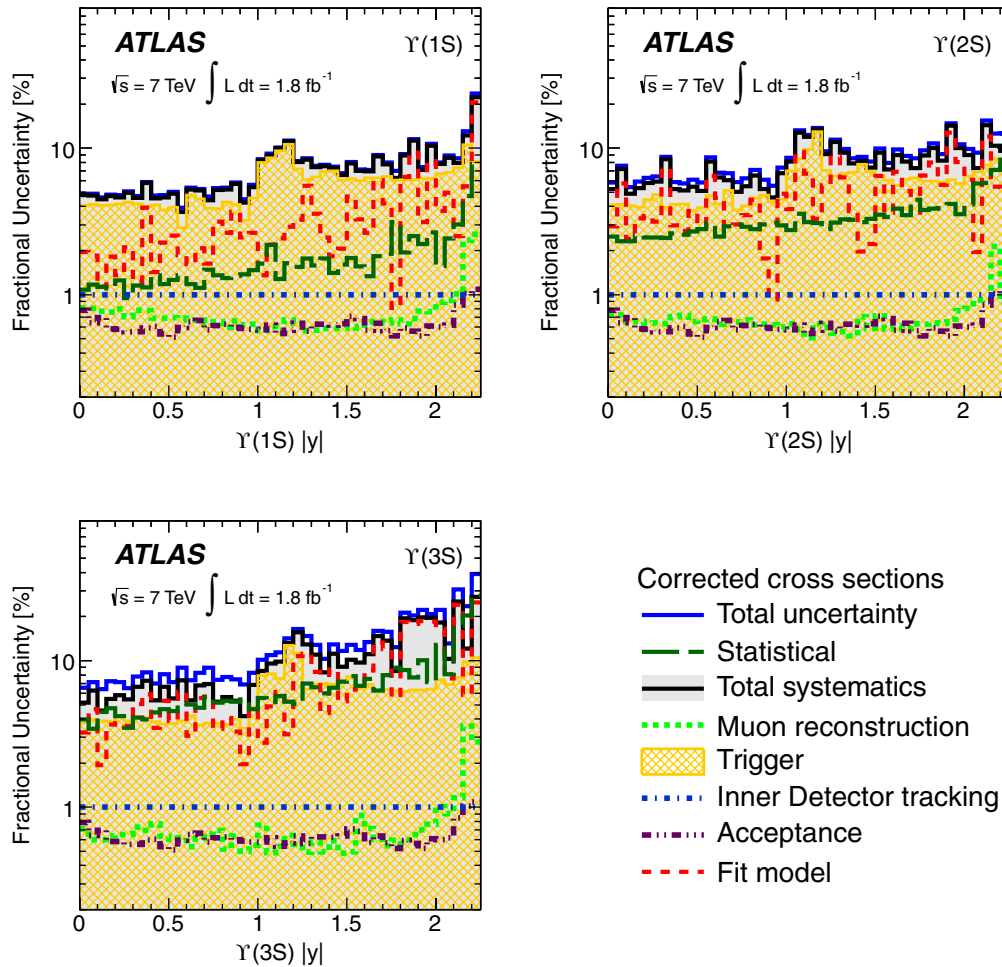 ATLAS ϒ(1S)
√s = 7 TeV ∫ L dt = 1.8 fb⁻¹
Fractional Uncertainty [%]
10
1
0 0.5 1 1.5 2
ϒ(1S) |y|
ATLAS ϒ(2S)
√s = 7 TeV ∫ L dt = 1.8 fb⁻¹
Fractional Uncertainty [%]
10
1
0 0.5 1 1.5 2
ϒ(2S) |y|
ATLAS ϒ(3S)
√s = 7 TeV ∫ L dt = 1.8 fb⁻¹
Fractional Uncertainty [%]
10
1
0 0.5 1 1.5 2
ϒ(3S) |y|
Corrected cross sections
Total uncertainty
Statistical
Total systematics
Muon reconstruction
Trigger
Inner Detector tracking
Acceptance
Fit model